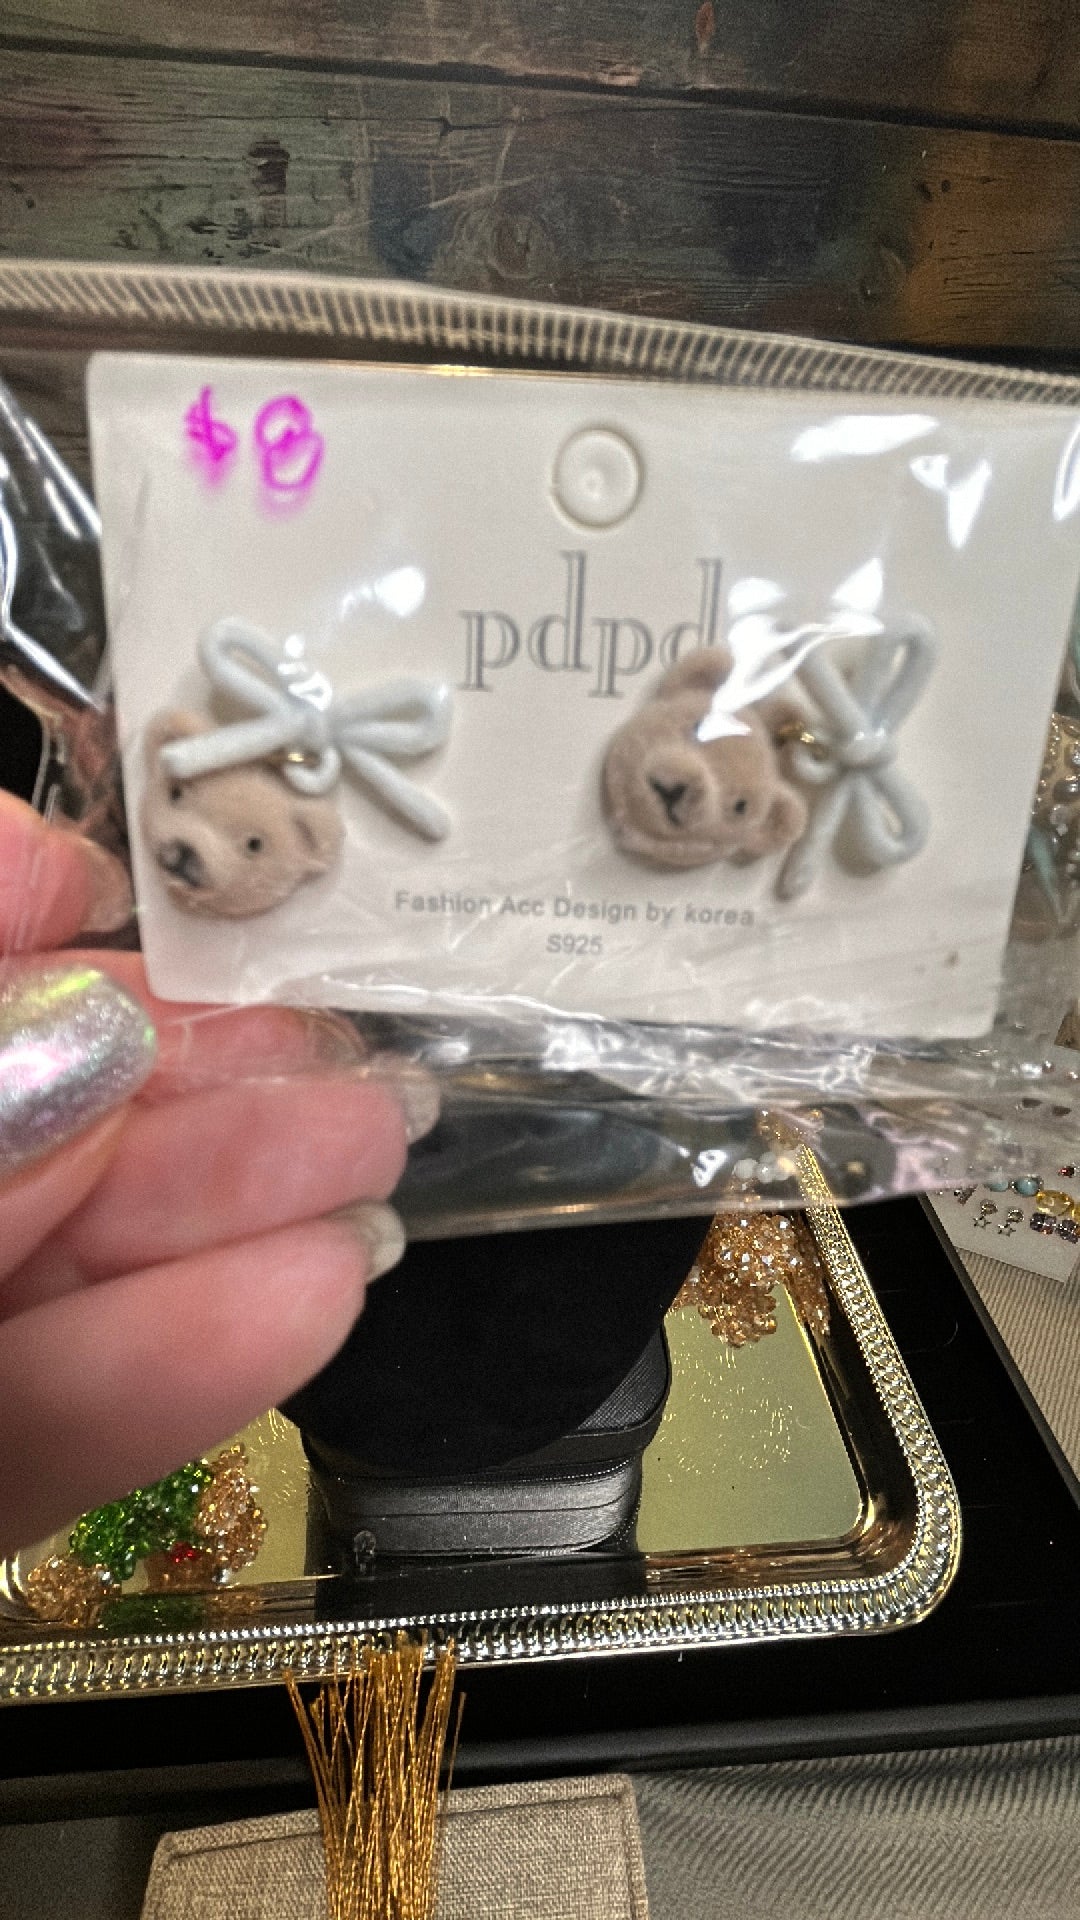 $8
pdpd
Fashion Acc Design by korea
S925